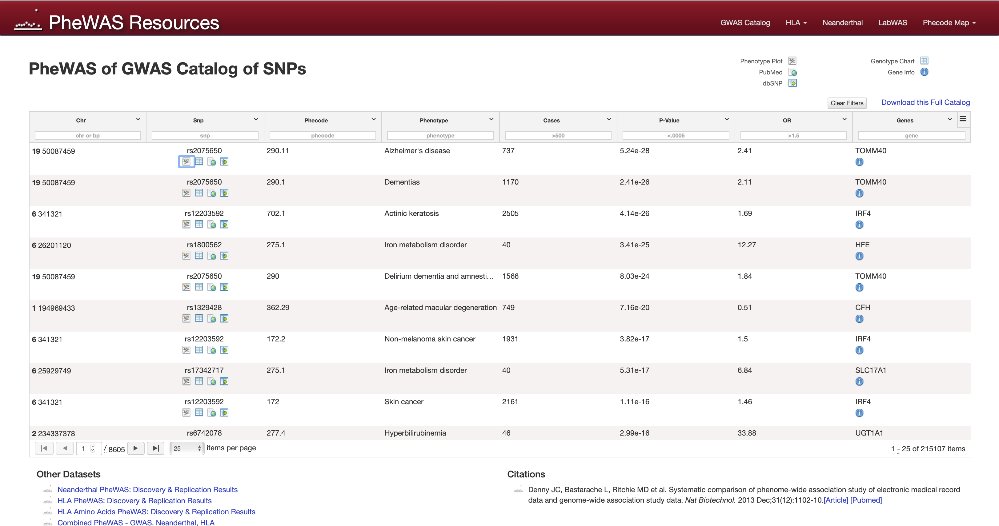 PheWAS Resources
GWAS Catalog HLA Neanderthal LabWAS Phecode Map
PheWAS of GWAS Catalog of SNPs
Phenotype Plot Genotype Chart
PubMed Gene Info
dbSNP
Clear Filters Download this Full Catalog
Chr Snp Phecode Phenotype Cases P-Value OR Genes
chr or bp snp phecode phenotype >500 <.0005 >1.5 gene
19 50087459 rs2075650 290.11 Alzheimer's disease 737 5.24e-28 2.41 TOMM40
19 50087459 rs2075650 290.1 Dementias 1170 2.41e-26 2.11 TOMM40
6 341321 rs12203592 702.1 Actinic keratosis 2505 4.14e-26 1.69 IRF4
6 26201120 rs1800562 275.1 Iron metabolism disorder 40 3.41e-25 12.27 HFE
19 50087459 rs2075650 290 Delirium dementia and amnesti... 1566 8.03e-24 1.84 TOMM40
1 194969433 rs1329428 362.29 Age-related macular degeneration 749 7.16e-20 0.51 CFH
6 341321 rs12203592 172.2 Non-melanoma skin cancer 1931 3.82e-17 1.5 IRF4
6 25929749 rs17342717 275.1 Iron metabolism disorder 40 5.31e-17 6.84 SLC17A1
6 341321 rs12203592 172 Skin cancer 2161 1.11e-16 1.46 IRF4
2 234337378 rs6742078 277.4 Hyperbilirubinemia 46 2.99e-16 33.88 UGT1A1
1 / 8605 25 items per page 1 - 25 of 215107 items
Other Datasets
Neanderthal PheWAS: Discovery & Replication Results
HLA PheWAS: Discovery & Replication Results
HLA Amino Acids PheWAS: Discovery & Replication Results
Combined PheWAS - GWAS, Neanderthal, HLA
Citations
Denny JC, Bastarache L, Ritchie MD et al. Systematic comparison of phenome-wide association study of electronic medical record
data and genome-wide association study data. Nat Biotechnol. 2013 Dec;31(12):1102-10.[Article] [Pubmed]